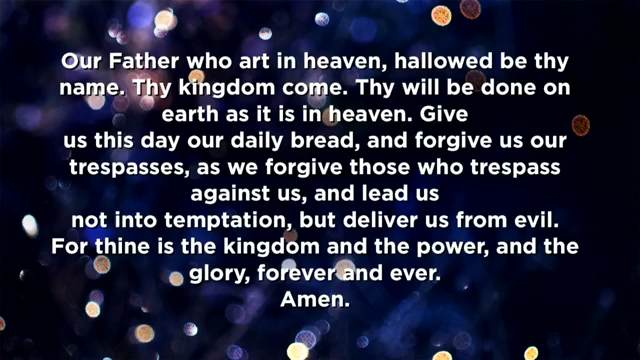 Our Father who art in heaven, hallowed be thy
name. Thy kingdom come. Thy will be done on
earth as it is in heaven. Give
us this day our daily bread, and forgive us our
trespasses, as we forgive those who trespass
against us, and lead us
not into temptation, but deliver us from evil.
For thine is the kingdom and the power, and the
glory, forever and ever.
Amen.